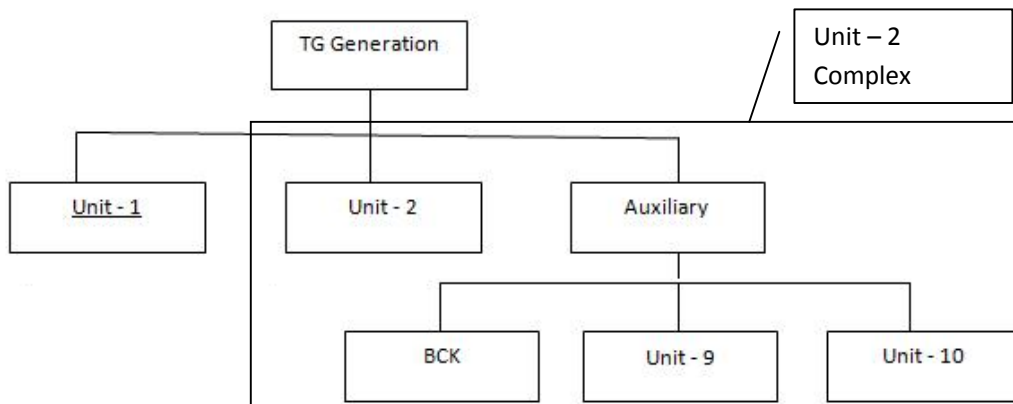 TG Generation
Unit – 2
Complex
Unit - 1
Unit - 2
Auxiliary
BCK
Unit - 9
Unit - 10